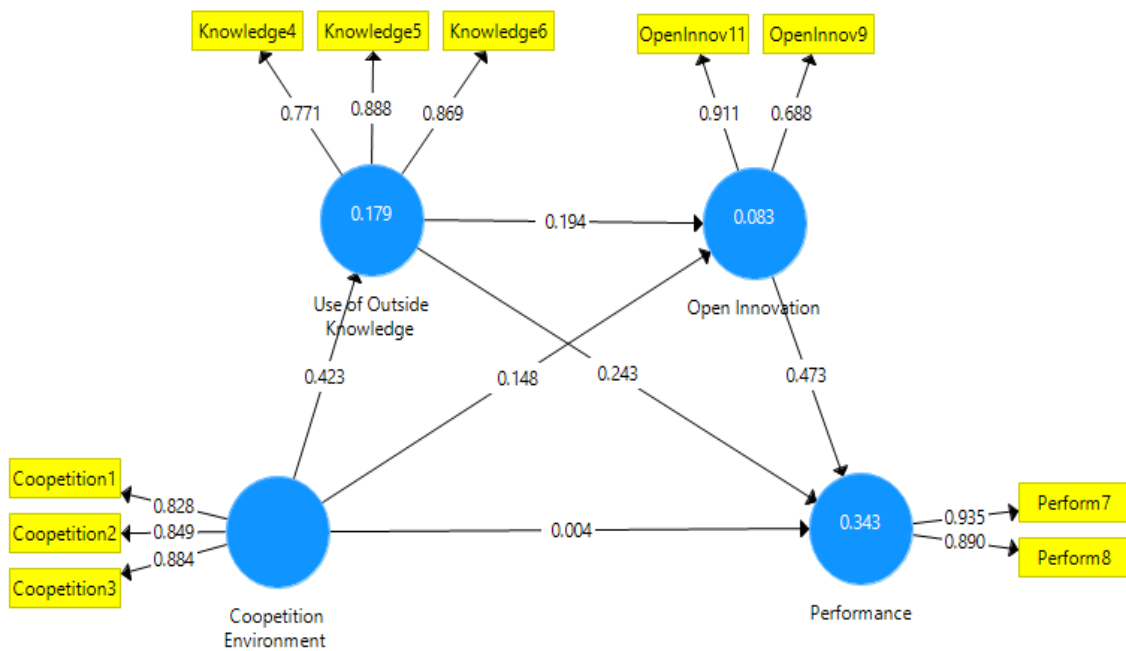 Knowledge4
Knowledge5
Knowledge6
OpenInnov11
OpenInnov9
0.771
0.888
0.869
0.911
0.688
0.179
0.194
0.083
Use of Outside
Knowledge
Open Innovation
0.423
0.148
0.243
0.473
Coopetition1
Coopetition2
Coopetition3
0.828
0.849
0.884
0.004
0.343
0.935
0.890
Perform7
Perform8
Coopetition
Environment
Performance